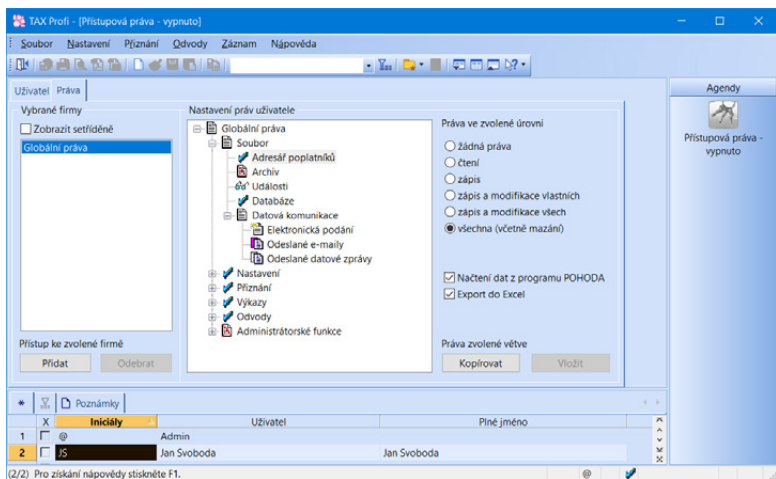 TAX Profi - [Přístupová práva - vypnuto]
Soubor Nastavení Přiznání Odvody Záznam Nápověda
Uživatel Práva
Vybrané firmy
Zobrazit setříděně
Globální práva
Přístup ke zvolené firmě
Přidat Odebrat
Nastavení práv uživatele
Globální práva
Soubor
Adresář poplatníků
Archiv
Události
Databáze
Datová komunikace
Elektronická podání
Odeslané e-maily
Odeslané datové zprávy
Nastavení
Přiznání
Výkazy
Odvody
Administrátorské funkce
Práva ve zvolené úrovni
žádná práva
čtení
zápis
zápis a modifikace vlastních
zápis a modifikace všech
všechna (včetně mazání)
Načtení dat z programu POHODA
Export do Excel
Práva zvolené větve
Kopírovat Vložit
Agendy
Přístupová práva -
vypnuto
* Poznámky
X Iniciály Uživatel Plné jméno
1 @ Admin
2 JS Jan Svoboda Jan Svoboda
(2/2) Pro získání nápovědy stiskněte F1. @